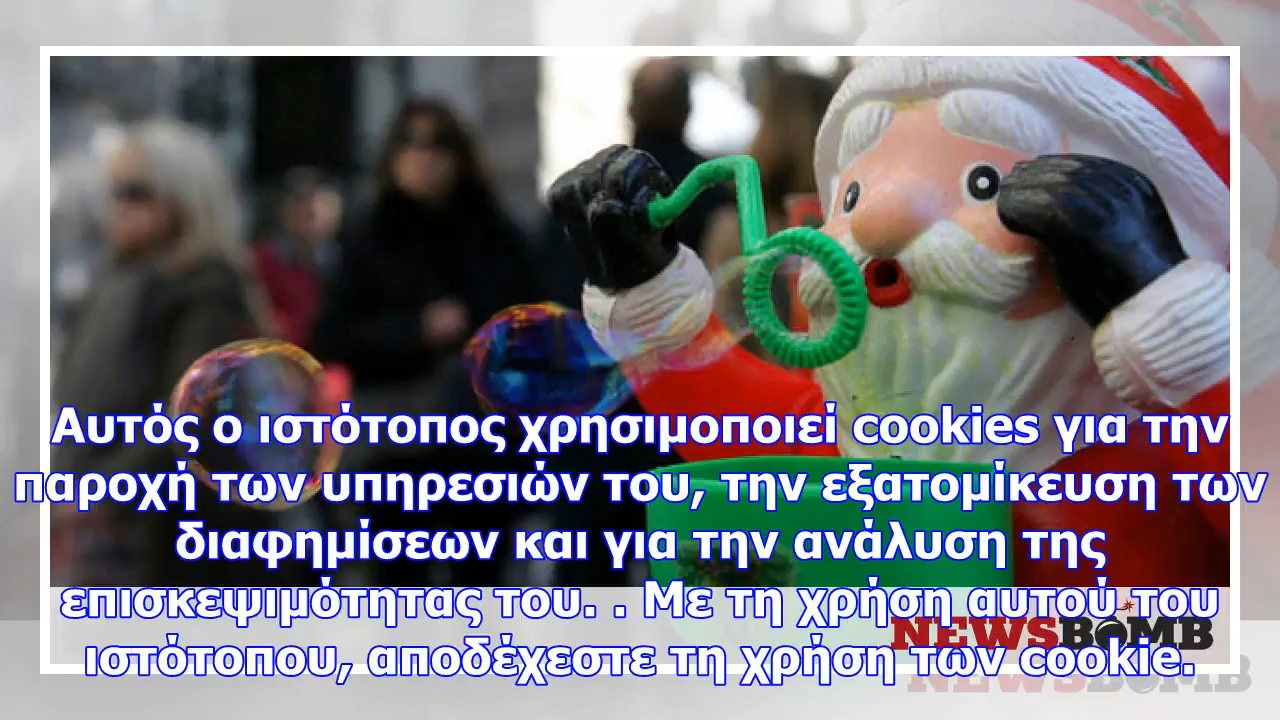 Αυτός ο ιστότοπος χρησιμοποιεί cookies για την
παροχή των υπηρεσιών του, την εξατομίκευση των
διαφημίσεων και για την ανάλυση της
επισκεψιμότητας του. . Με τη χρήση αυτού του
ιστότοπου, αποδέχεστε τη χρήση των cookie.
NEWSBOMB
NEWSBOMB